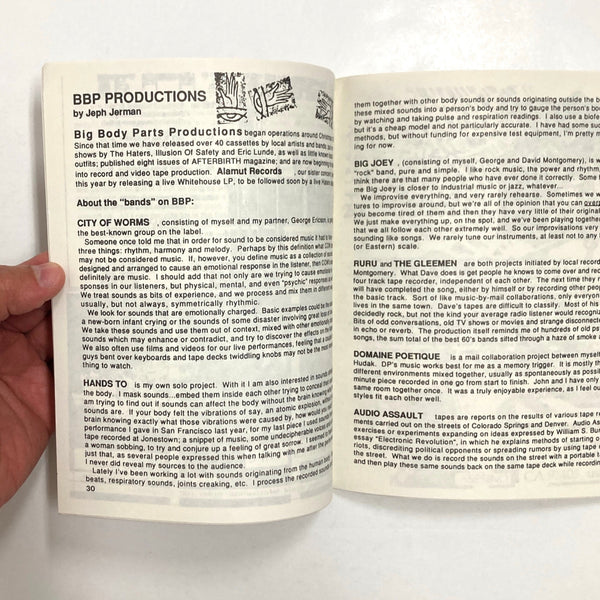 BBP PRODUCTIONS
by Jeph Jerman
Big Body Parts Productions began operations around Christmas
Since that time we have released over 40 cassettes by local artists and bands,
shows by The Haters, Illusion Of Safety and Eric Lunde, as well as little known
outfits; published eight issues of AFTERBIRTH magazine; and are now beginning
into record and video tape production. Alamut Records , our sister
this year by releasing a live Whitehouse LP, to be followed soon by a live
About the "bands" on BBP:
CITY OF WORMS , consisting of myself and my partner, George Ericson, is
the best-known group on the label.
Someone once told me that in order for sound to be considered music it had to
three things: rhythm, harmony and melody. Perhaps by this definition what
may not be considered music. If, however, you define music as a collection of
designed and arranged to cause an emotional response in the listener, then COW
definitely are music. I should add that not only are we trying to cause emotional
sponses in our listeners, but physical, mental, and even "psychic"
We treat sounds as bits of experience, and we process and mix them in different
usually, but not always, symmetrically rhythmic.
We look for sounds that are emotionally charged. Basic examples could be
a new-born infant crying or the sounds of some disaster involving great loss
We take these sounds and use them out of context, mixed with other emotional
sounds which may enhance or contradict, and try to discover the effects
We also often use films and videos for our live performances, feeling that
guys bent over keyboards and tape decks twiddling knobs may not be the most
thing to watch.
HANDS TO is my own solo project. With it I am also interested in sounds
the body. I mask sounds...embed them inside each other trying to conceal
am trying to find out if sounds can affect the body without the brain knowing
sounds are. If your body felt the vibrations of say, an atomic explosion,
brain knowing exactly what those vibrations were caused by, how would
performance I gave in San Francisco last year, for my last piece I used
tape recorded at Jonestown; a snippet of music, some undecipherable
a woman sobbing, to try and conjure up a feeling of great sorrow. I seemed
just that, as several people expressed this when talking with me after
I never did reveal my sources to the audience.
Lately I've been working a lot with sounds originating from the human
beats, respiratory sounds, joints creaking, etc. I process the recorded sounds
30
them together with other body sounds or sounds originating outside the
these mixed sounds into a person's body and try to gauge the person's
by watching and taking pulse and respiration readings. I also use a
but it's a cheap model and not particularly accurate. I have had some
methods, but without funding for expensive test equipment, I'm pretty
ing for now.
BIG JOEY , (consisting of myself, George and David Montgomery), is
"rock" band, pure and simple. I like rock music, the power and rhythm,
think there are that many people who have ever done it correctly. Some
me Big Joey is closer to industrial music or jazz, whatever...
We improvise everything, and very rarely rehearse. Sometimes we
tures to improvise around, but we're all of the opinion that you can
you become tired of them and then they have very little of their original
We just make everything up, on the spot, and we've been playing together
that we all follow each other extremely well. So our improvisations very
sounding like songs. We rarely tune our instruments, at least not to any
(or Eastern) scale.
RURU and THE GLEEMEN are both projects initiated by local
Montgomery. What Dave does is get people he knows to come over and
four track tape recorder, independent of each other. The next time they
will have completed the song, either by himself or by recording other people
the basic track. Sort of like music-by-mail collaborations, only everyone
lives in the same town. Dave's tapes are difficult to classify. Most of his
decidedly rock, but not the kind your average radio listener would recognize
Bits of odd conversations, old TV shows or movies and strange
in echo or reverb. The program itself reminds me of hundreds of old
songs, the sum total of the best 60's bands sifted through a haze of smoke
DOMAINE POETIQUE is a mail collaboration project between myself
Hudak. DP's music works best for me as a memory trigger. It is mostly
different environments mixed together, usually as spontaneously as
minute piece recorded in one go from start to finish. John and I have only
same room together once. It was a truly enjoyable experience, as I feel our
styles fit each other well.
AUDIO ASSAULT tapes are reports on the results of various tape
ments carried out on the streets of Colorado Springs and Denver. Audio
exercises or experiments expanding on ideas expressed by William S.
essay "Electronic Revolution", in which he explains methods of starting
riots, discrediting political opponents or spreading rumors by using tape
the street. What we do is record the sounds on the street with a portable
and then play these same sounds back on the same tape deck while